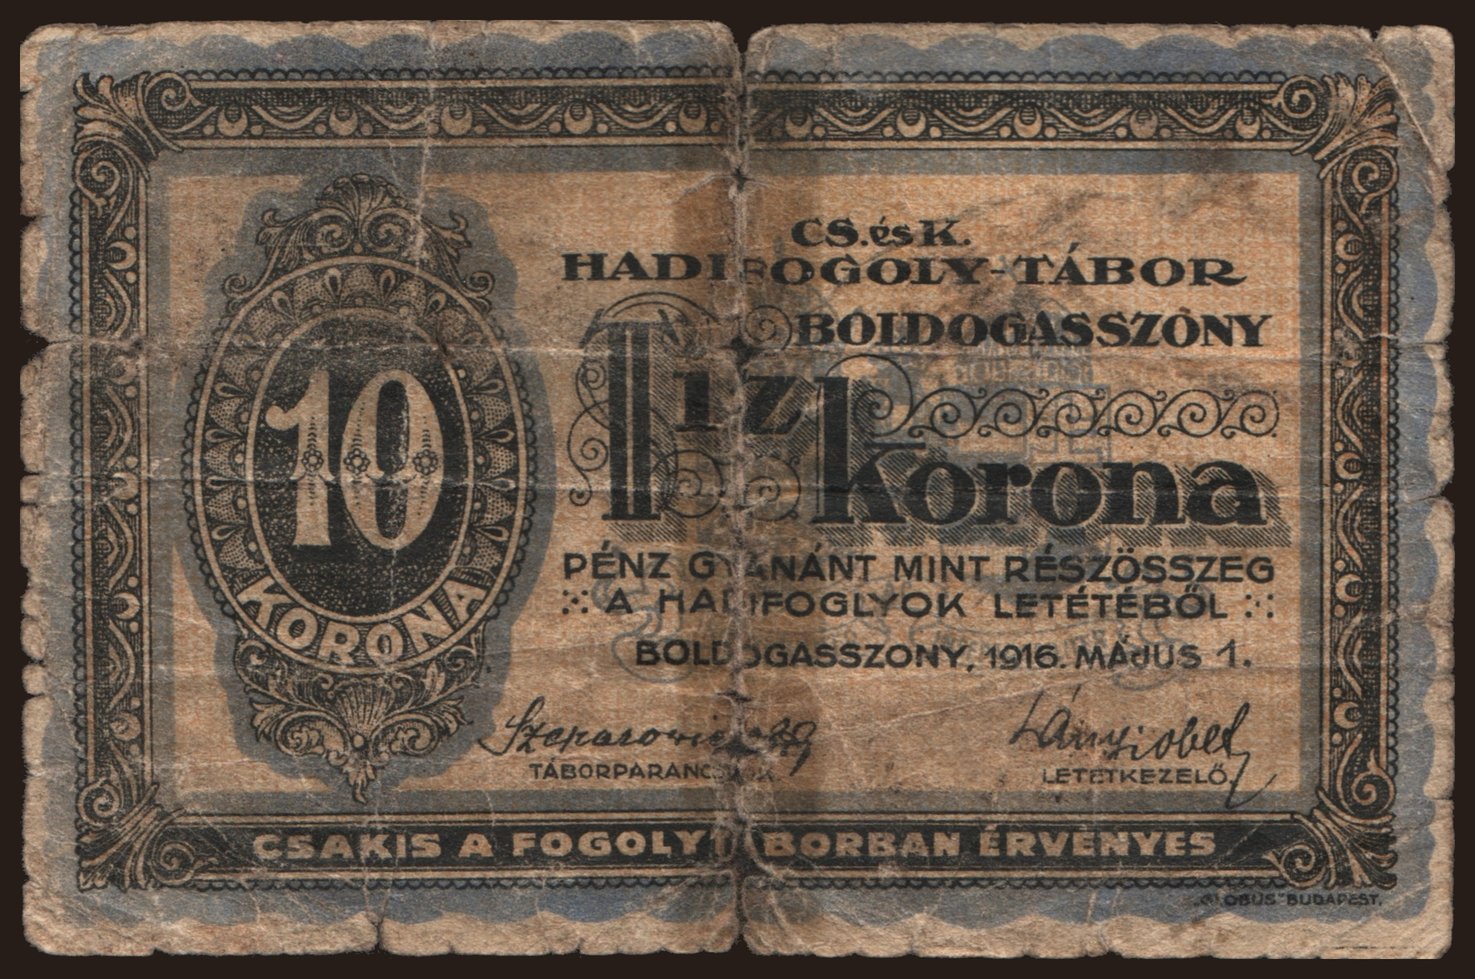 CS. és K.
HADIFOGOLY-TÁBOR
BOLDOGASSZONY
10
KORONA
Tiz korona
PÉNZ GYANÁNT MINT RÉSZÖSSZEG
A HADIFOGLYOK LETÉTÉBŐL
BOLDOGASSZONY, 1916. MÁJUS 1.
TÁBORPARANCSNOK
LETÉTKEZELŐ.
CSAKIS A FOGOLYTÁBORBAN ÉRVÉNYES
„GLOBUS" BUDAPEST.